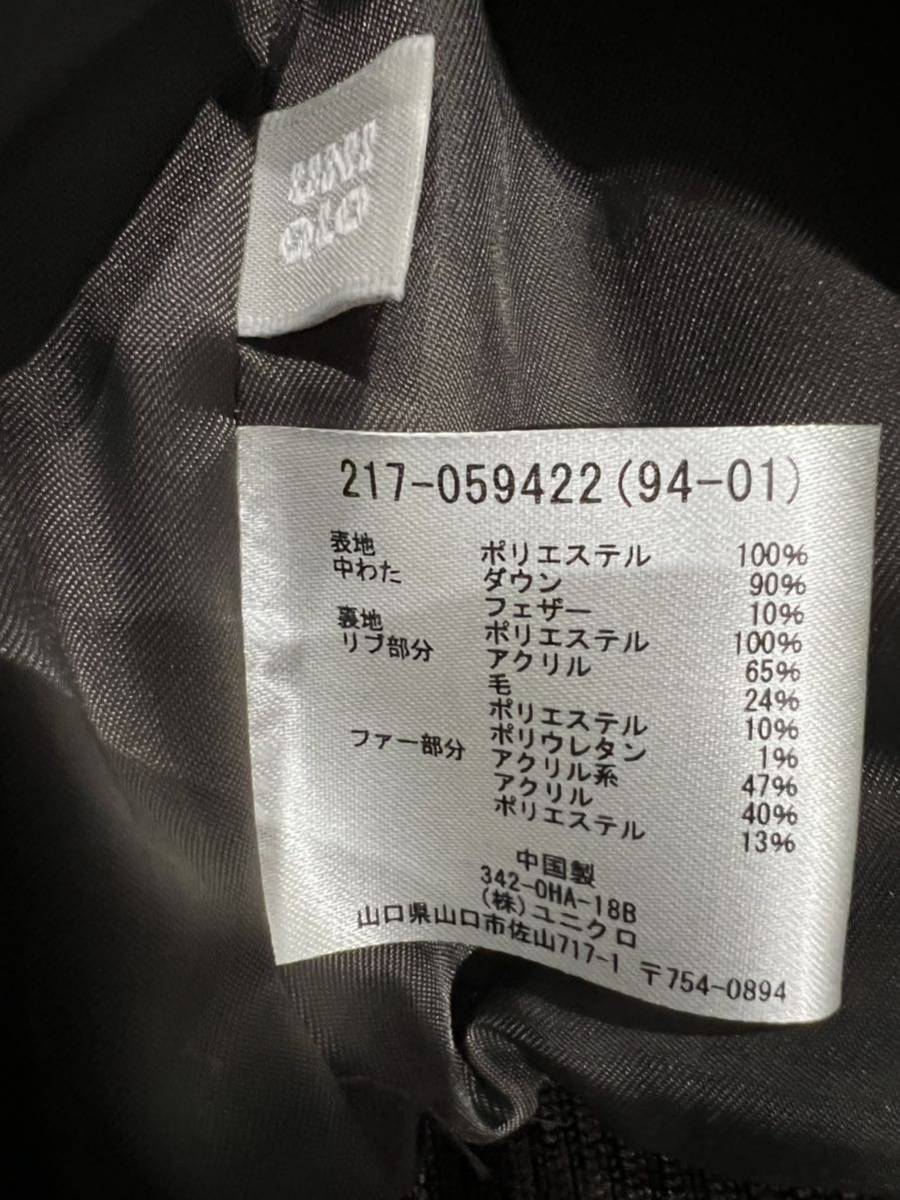 UNI
QLO
217-059422(94-01)
表地 ポリエステル 100%
中わた ダウン 90%
フェザー 10%
裏地 ポリエステル 100%
リブ部分 アクリル 65%
毛 24%
ポリエステル 10%
ポリウレタン 1%
ファー部分 アクリル系 47%
アクリル 40%
ポリエステル 13%
中国製
342-0HA-18B
(株)ユニクロ
山口県山口市佐山717-1 〒754-0894